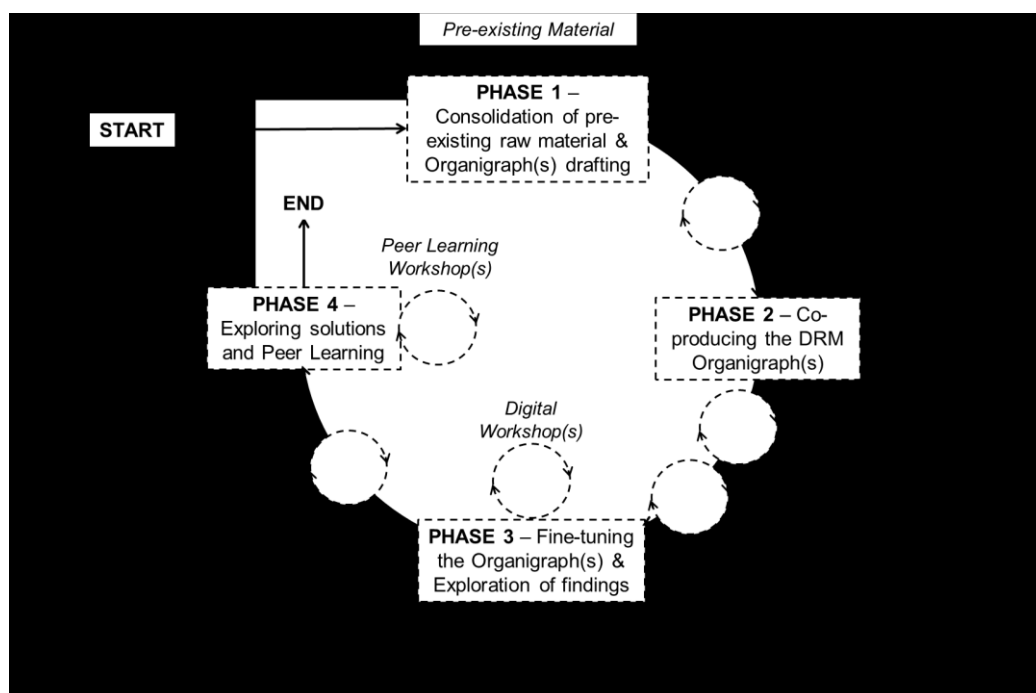 Pre-existing Material
PHASE 1 –
Consolidation of pre-
existing raw material &
Organigraph(s) drafting
START
END
Peer Learning
Workshop(s)
PHASE 4 –
Exploring solutions
and Peer Learning
PHASE 2 – Co-
producing the DRM
Organigraph(s)
Digital
Workshop(s)
PHASE 3 – Fine-tuning
the Organigraph(s) &
Exploration of findings